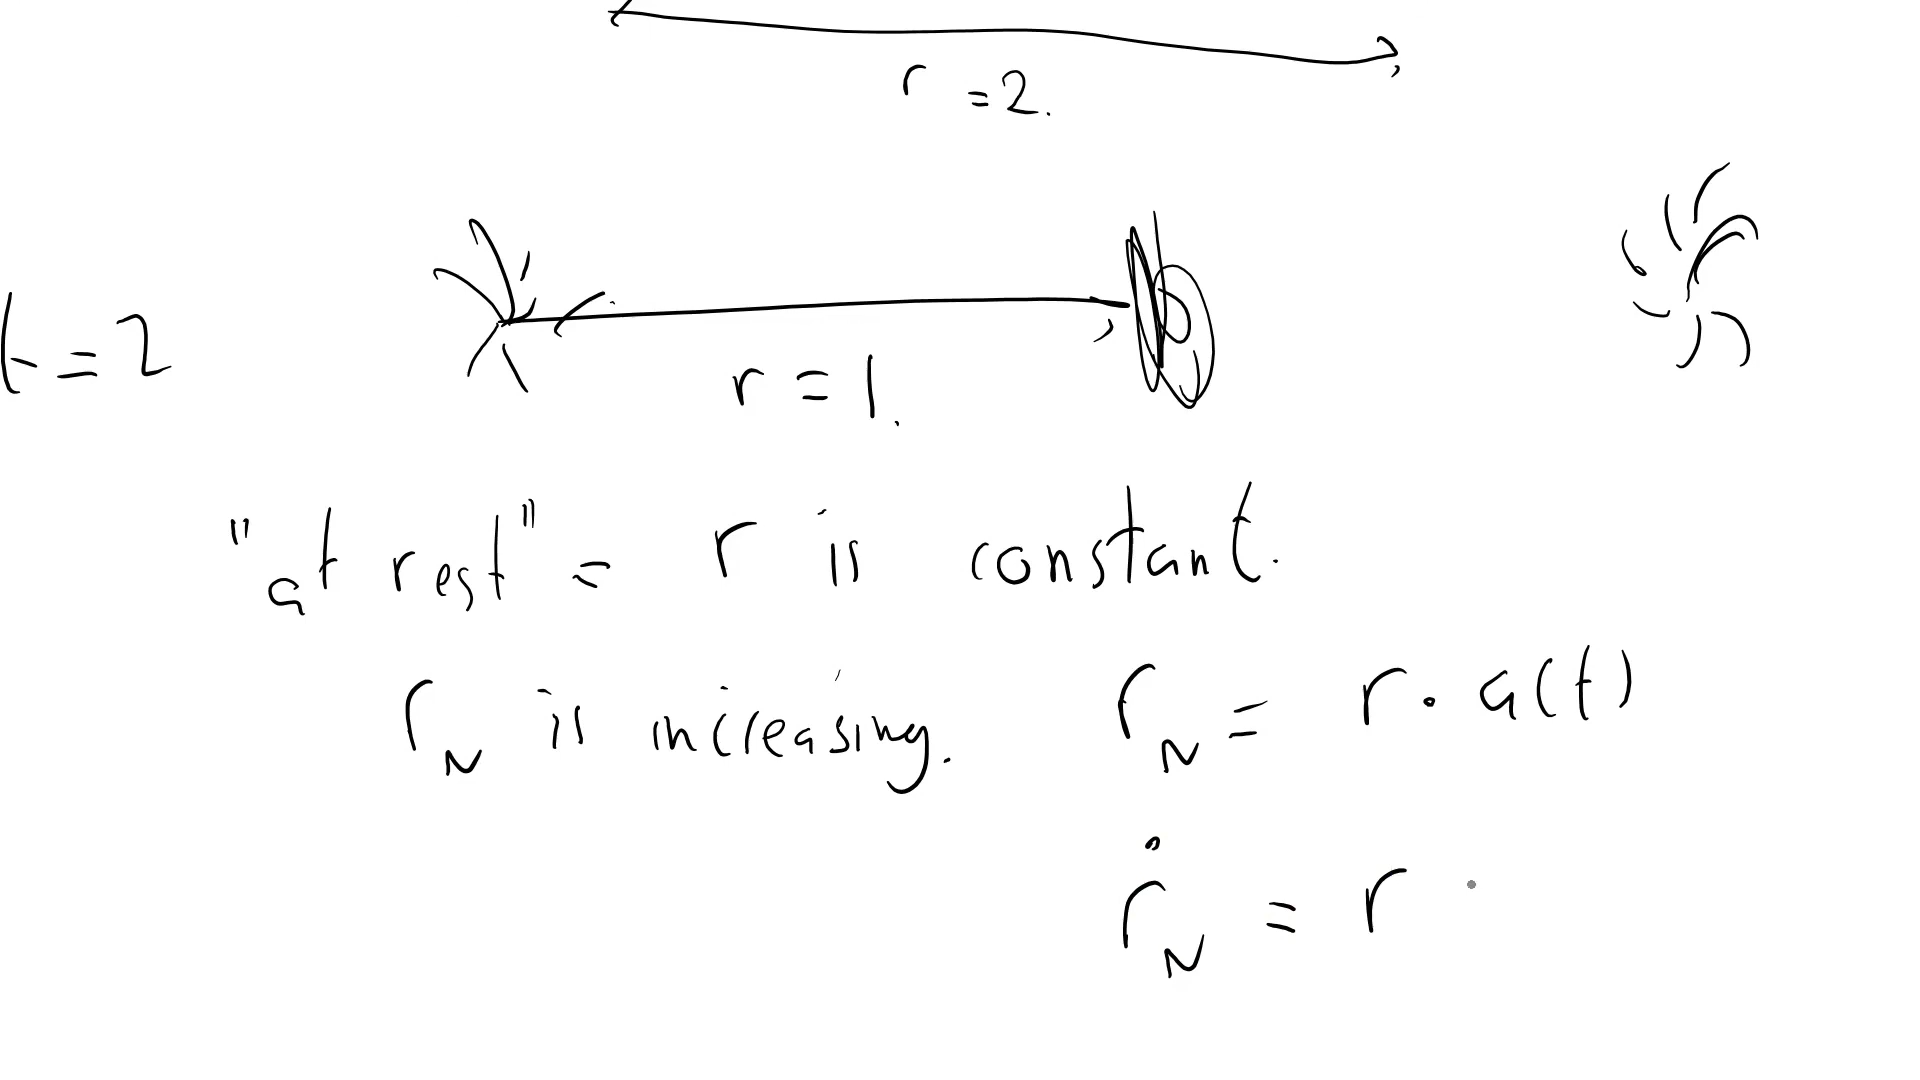 r = 2.
t = 2
r = 1.
"at rest" = r is constant.
r_N is increasing. r_N = r · a(t)
ṙ_N = r